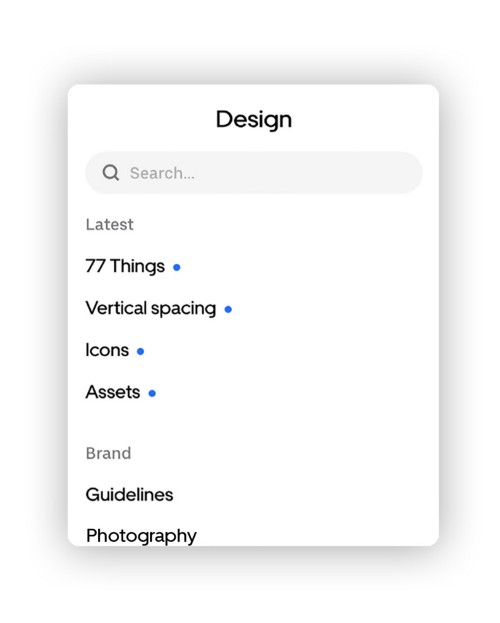 Design
Search...
Latest
77 Things
Vertical spacing
Icons
Assets
Brand
Guidelines
Photography